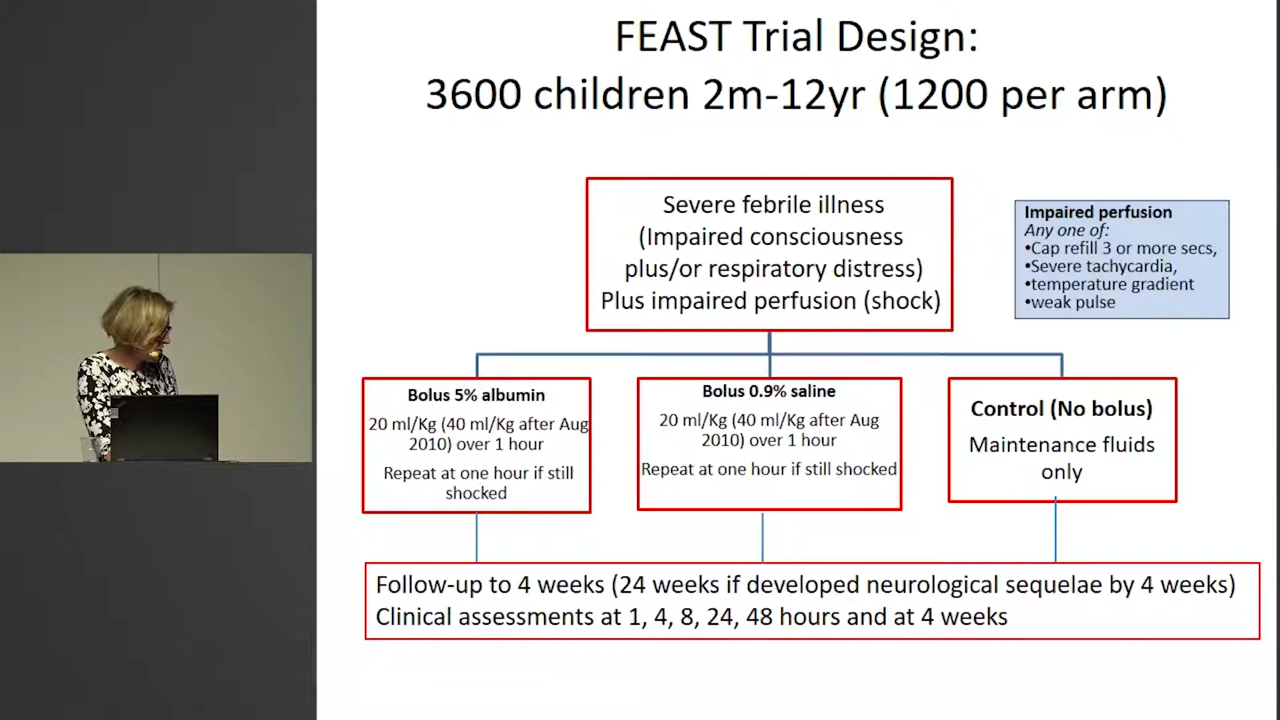 FEAST Trial Design:
3600 children 2m-12yr (1200 per arm)
Severe febrile illness
(Impaired consciousness
plus/or respiratory distress)
Plus impaired perfusion (shock)
Impaired perfusion
Any one of:
•Cap refill 3 or more secs,
•Severe tachycardia,
•temperature gradient
•weak pulse
Bolus 5% albumin
20 ml/Kg (40 ml/Kg after Aug
2010) over 1 hour
Repeat at one hour if still
shocked
Bolus 0.9% saline
20 ml/Kg (40 ml/Kg after Aug
2010) over 1 hour
Repeat at one hour if still shocked
Control (No bolus)
Maintenance fluids
only
Follow-up to 4 weeks (24 weeks if developed neurological sequelae by 4 weeks)
Clinical assessments at 1, 4, 8, 24, 48 hours and at 4 weeks